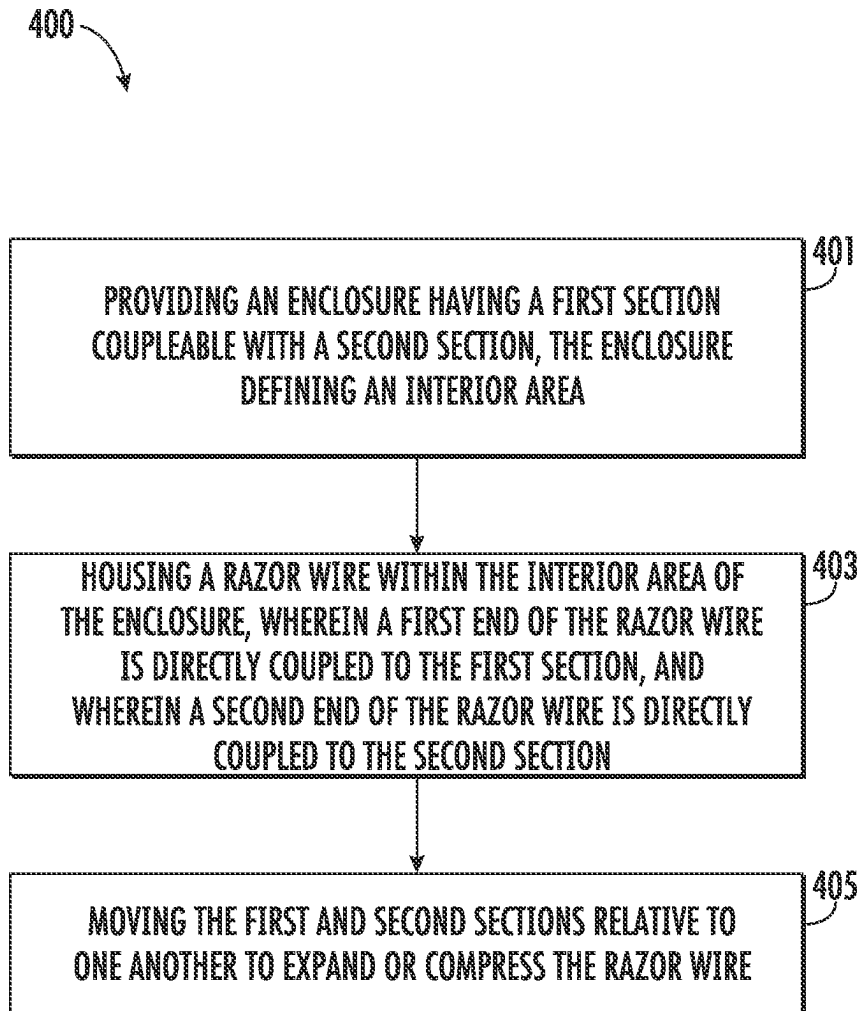 400
401
PROVIDING AN ENCLOSURE HAVING A FIRST SECTION
COUPLEABLE WITH A SECOND SECTION, THE ENCLOSURE
DEFINING AN INTERIOR AREA
403
HOUSING A RAZOR WIRE WITHIN THE INTERIOR AREA OF
THE ENCLOSURE, WHEREIN A FIRST END OF THE RAZOR WIRE
IS DIRECTLY COUPLED TO THE FIRST SECTION, AND
WHEREIN A SECOND END OF THE RAZOR WIRE IS DIRECTLY
COUPLED TO THE SECOND SECTION
405
MOVING THE FIRST AND SECOND SECTIONS RELATIVE TO
ONE ANOTHER TO EXPAND OR COMPRESS THE RAZOR WIRE